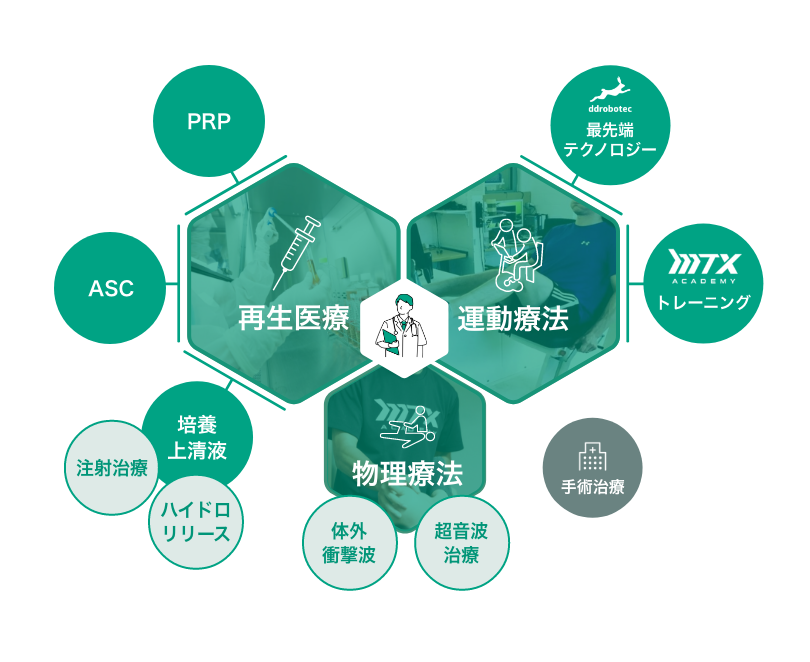 PRP
ddrobotec
最先端
テクノロジー
ASC
MTX
ACADEMY
トレーニング
再生医療
運動療法
培養
上清液
注射治療
ハイドロ
リリース
MTX
物理療法
手術治療
体外
衝撃波
超音波
治療